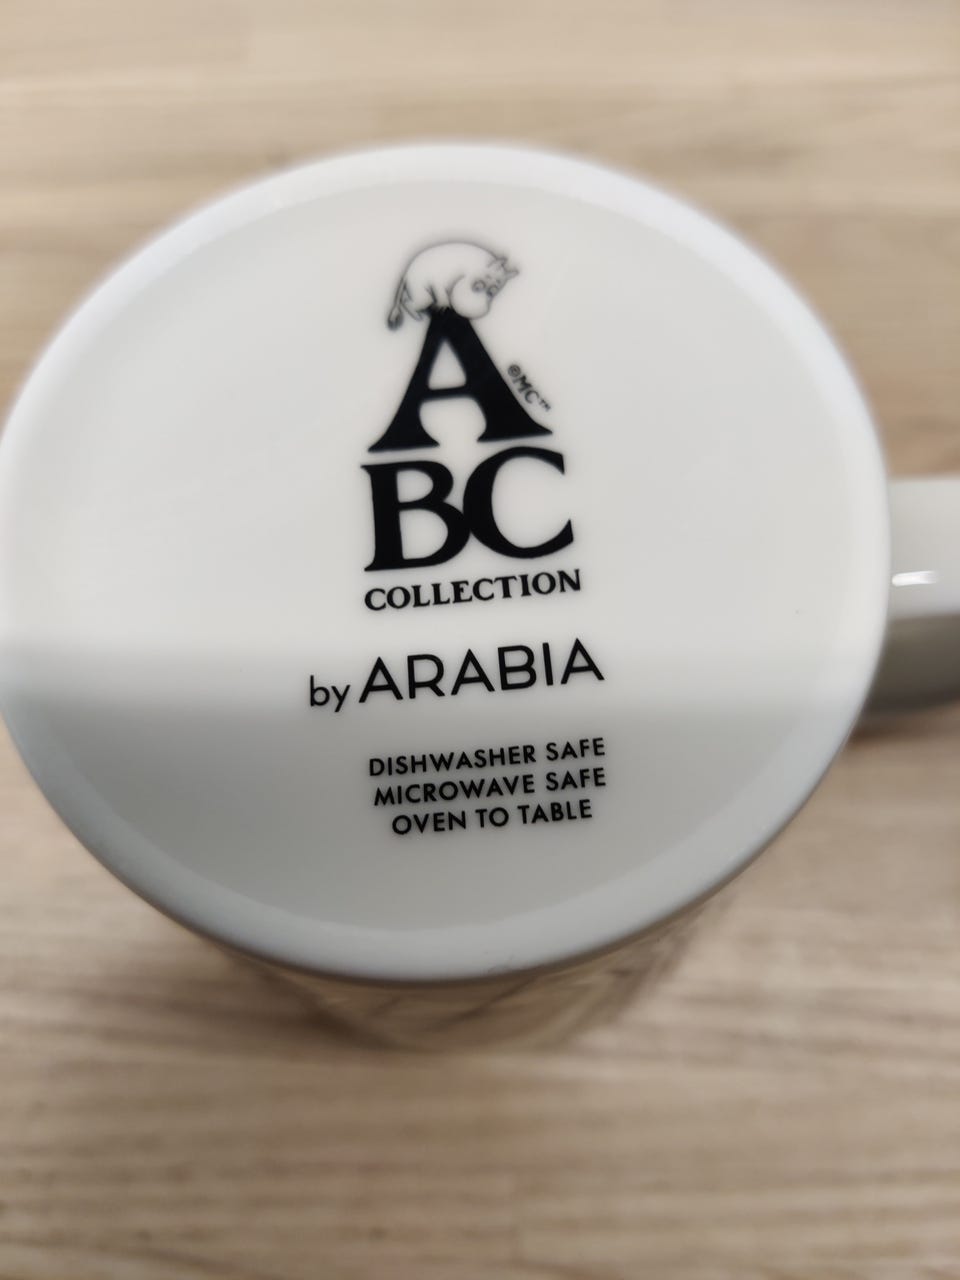 A
©MC™
BC
COLLECTION
by ARABIA
DISHWASHER SAFE
MICROWAVE SAFE
OVEN TO TABLE